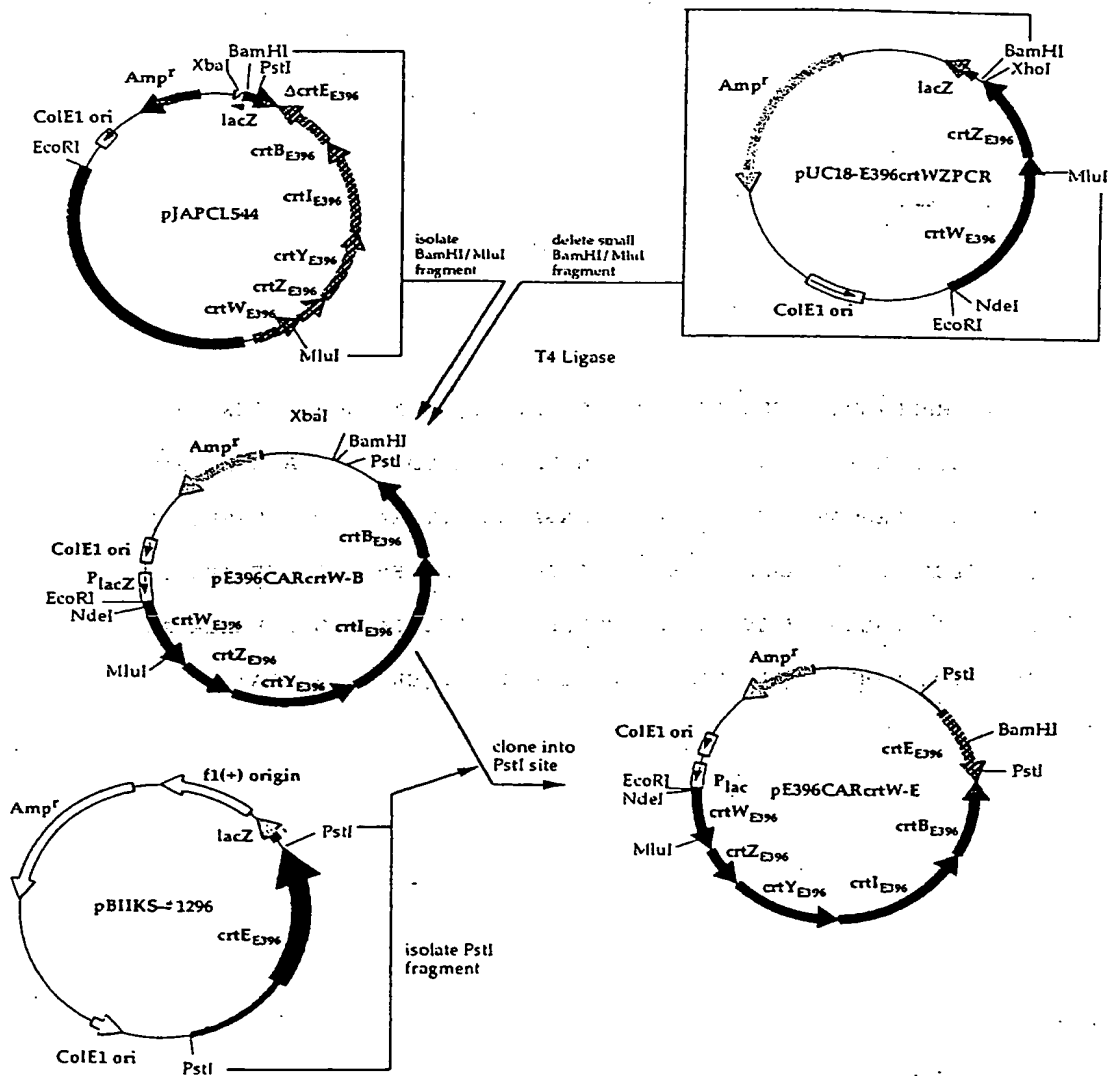 BamHI
XbaI
PstI
Amp^r
ΔcrtE_E396
lacZ
ColE1 ori
EcoRI
crtB_E396
crtI_E396
pJAPCL544
crtY_E396
crtZ_E396
crtW_E396
MluI
isolate
BamHI/MluI
fragment
delete small
BamHI/MluI
fragment
BamHI
XhoI
Amp^r
lacZ
crtZ_E396
pUC18-E396crtWZPCR
MluI
crtW_E396
NdeI
EcoRI
ColE1 ori
T4 Ligase
XbaI
BamHI
PstI
Amp^r
crtB_E396
ColE1 ori
P_lacZ
EcoRI
NdeI
pE396CARcrtW-B
crtW_E396
crtI_E396
MluI
crtZ_E396
crtY_E396
clone into
PstI site
Amp^r
PstI
BamHI
ColE1 ori
crtE_E396
PstI
EcoRI
NdeI
P_lac
pE396CARcrtW-E
crtW_E396
crtB_E396
MluI
crtZ_E396
crtY_E396
crtI_E396
f1(+) origin
Amp^r
lacZ
PstI
crtE_E396
isolate PstI
fragment
ColE1 ori
PstI